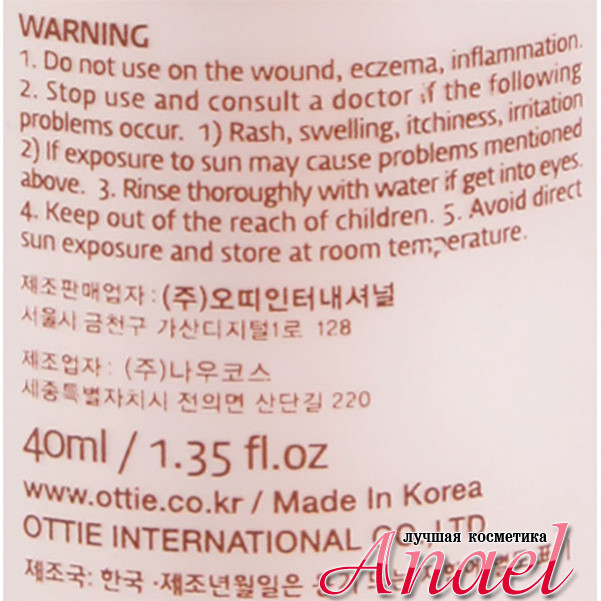 WARNING
1. Do not use on the wound, eczema, inflammation.
2. Stop use and consult a doctor if the following
problems occur. 1) Rash, swelling, itchiness, irritation
2) If exposure to sun may cause problems mentioned
above. 3. Rinse thoroughly with water if get into eyes.
4. Keep out of the reach of children. 5. Avoid direct
sun exposure and store at room temperature.
제조판매업자 : (주)오띠인터내셔널
서울시 금천구 가산디지털1로 128
제조업자 : (주)나우코스
세종특별자치시 전의면 산단길 220
40ml / 1.35 fl.oz
www.ottie.co.kr / Made In Korea
OTTIE INTERNATIONAL CO.,LTD
лучшая косметика
Anael
제조국: 한국 ·제조년월일은